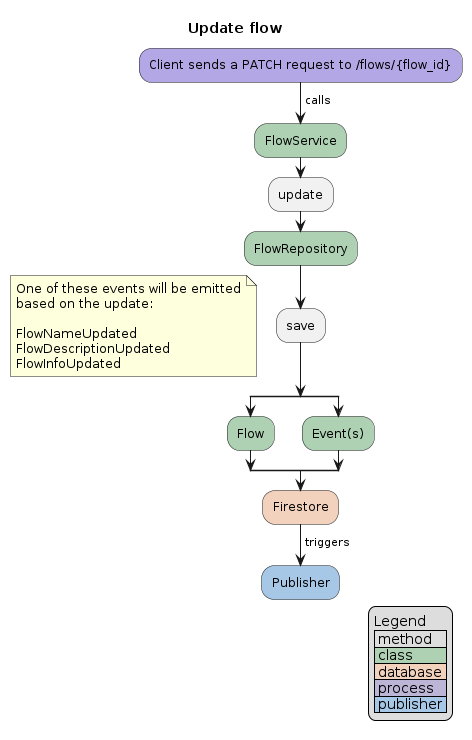 Update flow
Client sends a PATCH request to /flows/{flow_id}
calls
FlowService
update
FlowRepository
One of these events will be emitted
based on the update:
FlowNameUpdated
FlowDescriptionUpdated
FlowInfoUpdated
save
Flow
Event(s)
Firestore
triggers
Publisher
Legend
method
class
database
process
publisher